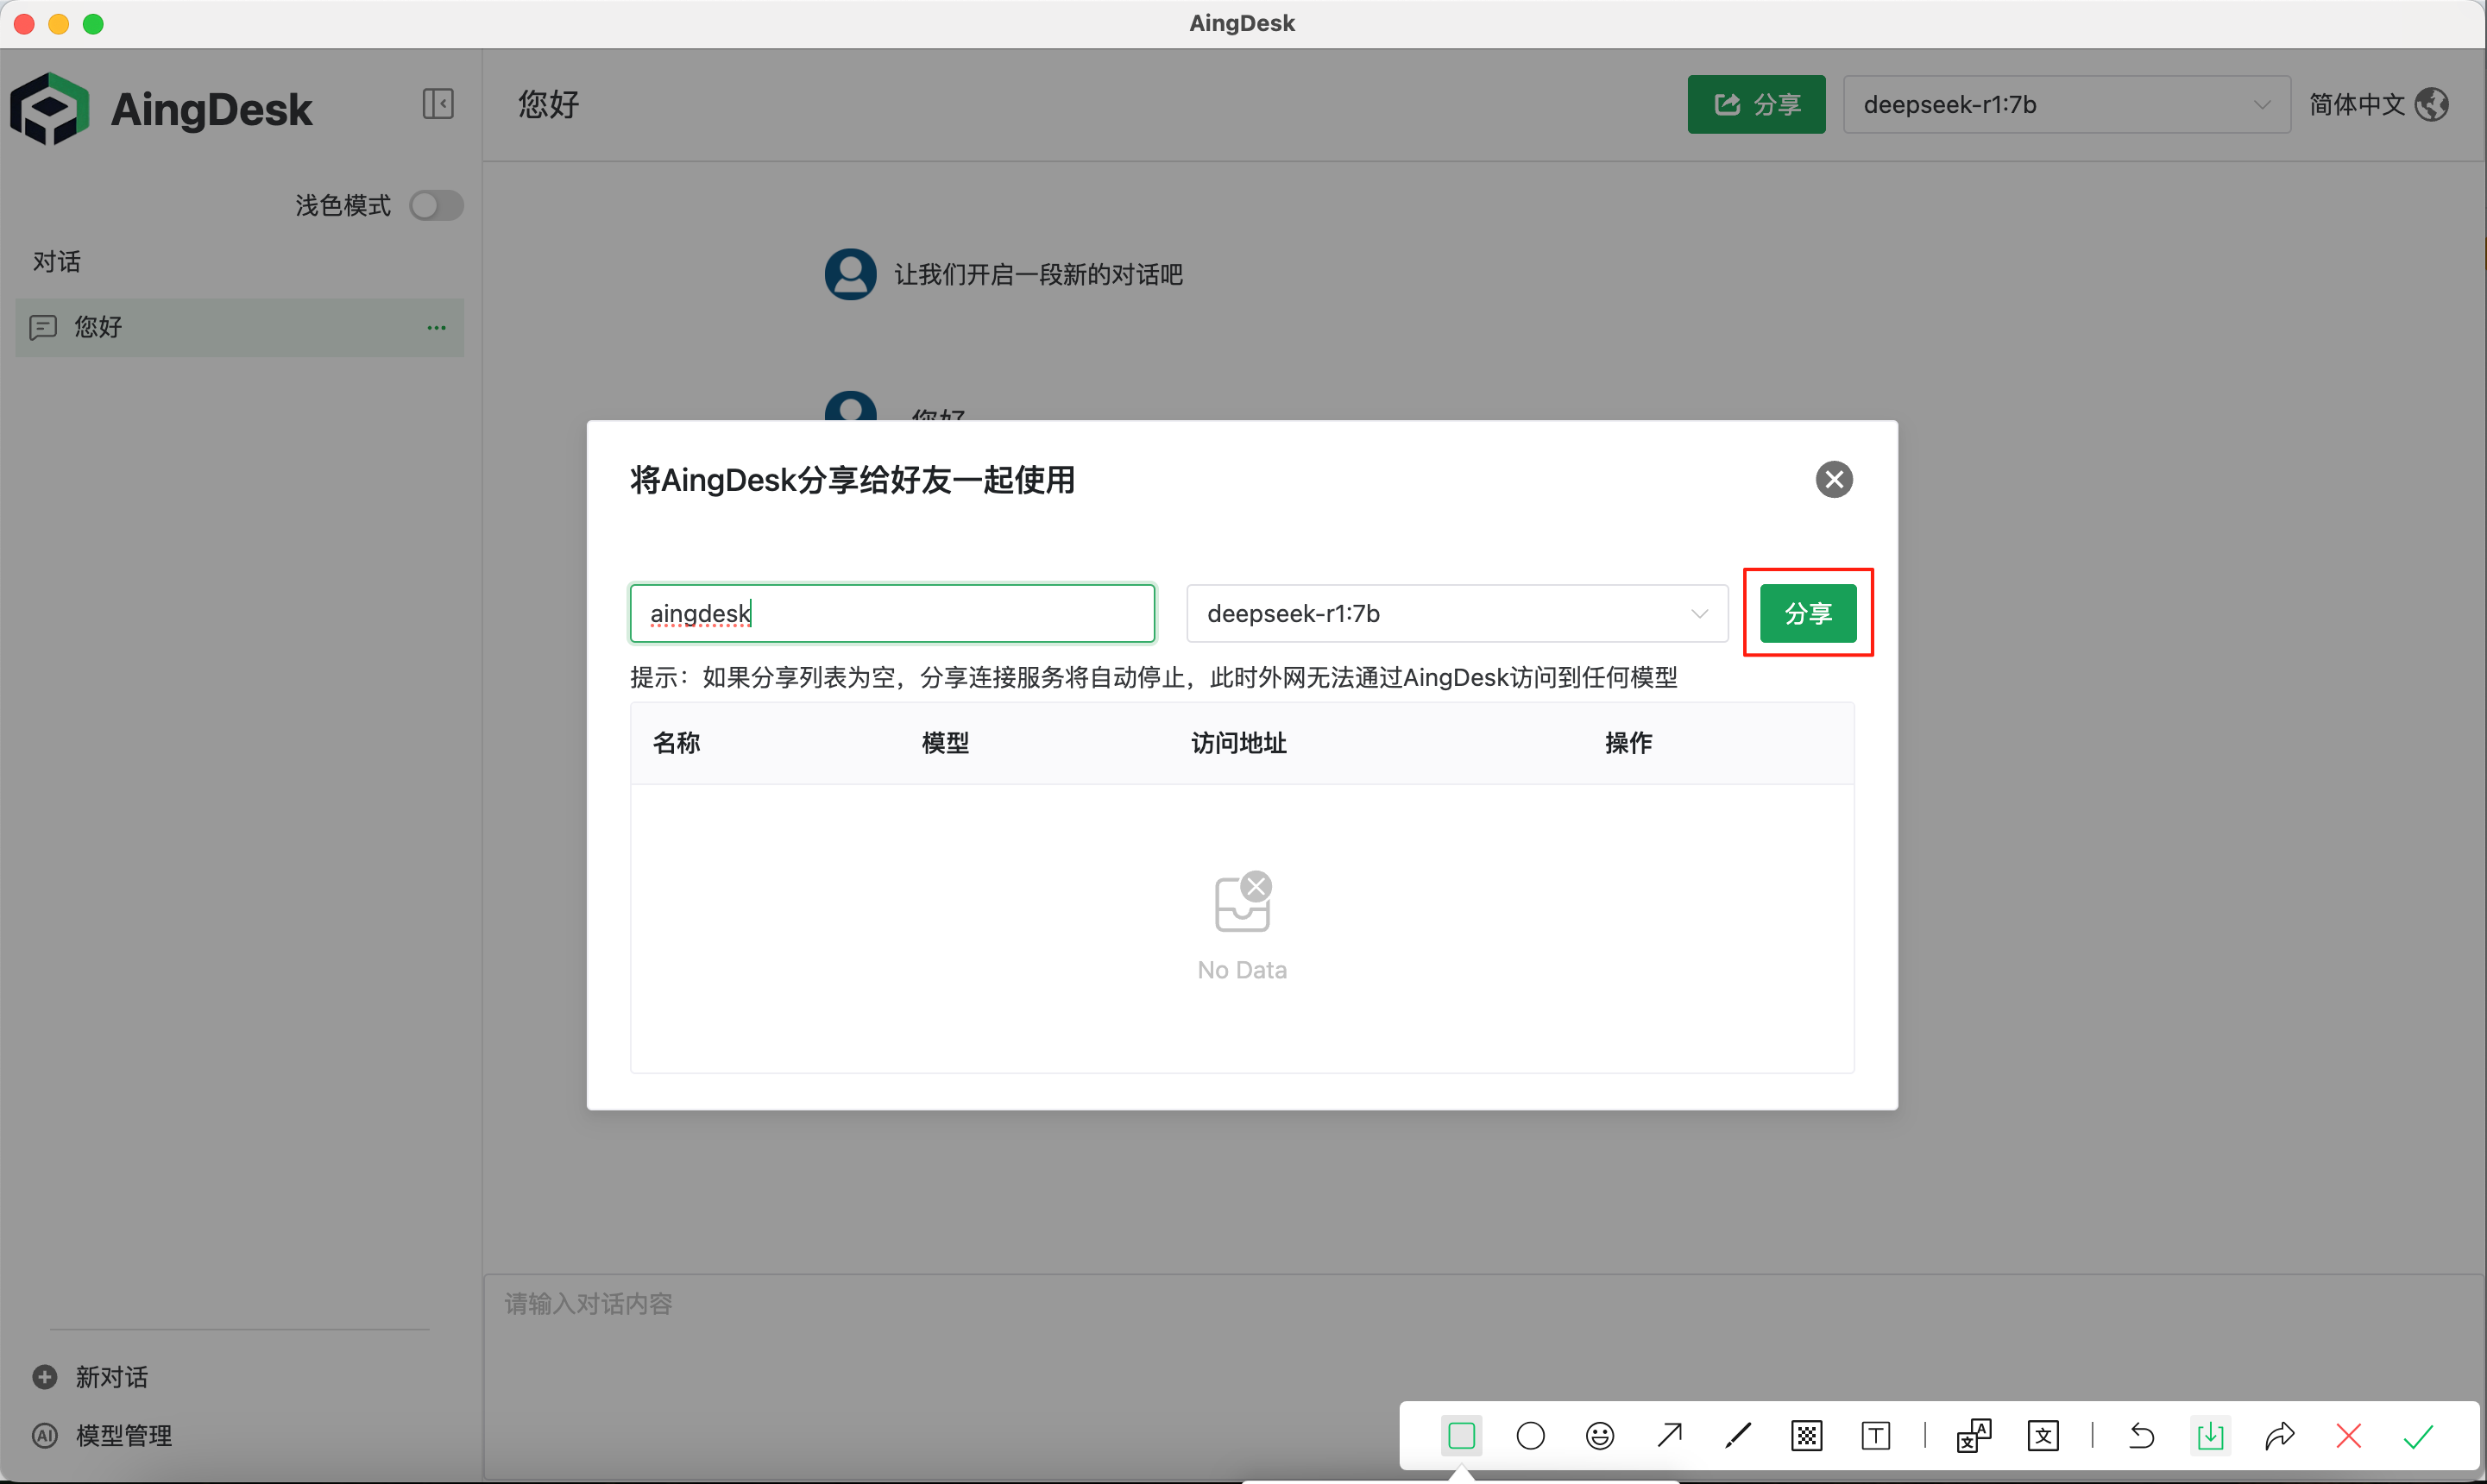 AingDesk
AingDesk
您好
分享
deepseek-r1:7b
简体中文
浅色模式
对话
您好
让我们开启一段新的对话吧
您好
将AingDesk分享给好友一起使用
aingdesk
deepseek-r1:7b
分享
提示：如果分享列表为空，分享连接服务将自动停止，此时外网无法通过AingDesk访问到任何模型
名称 模型 访问地址 操作
No Data
请输入对话内容
新对话
AI 模型管理
T 文 A 文